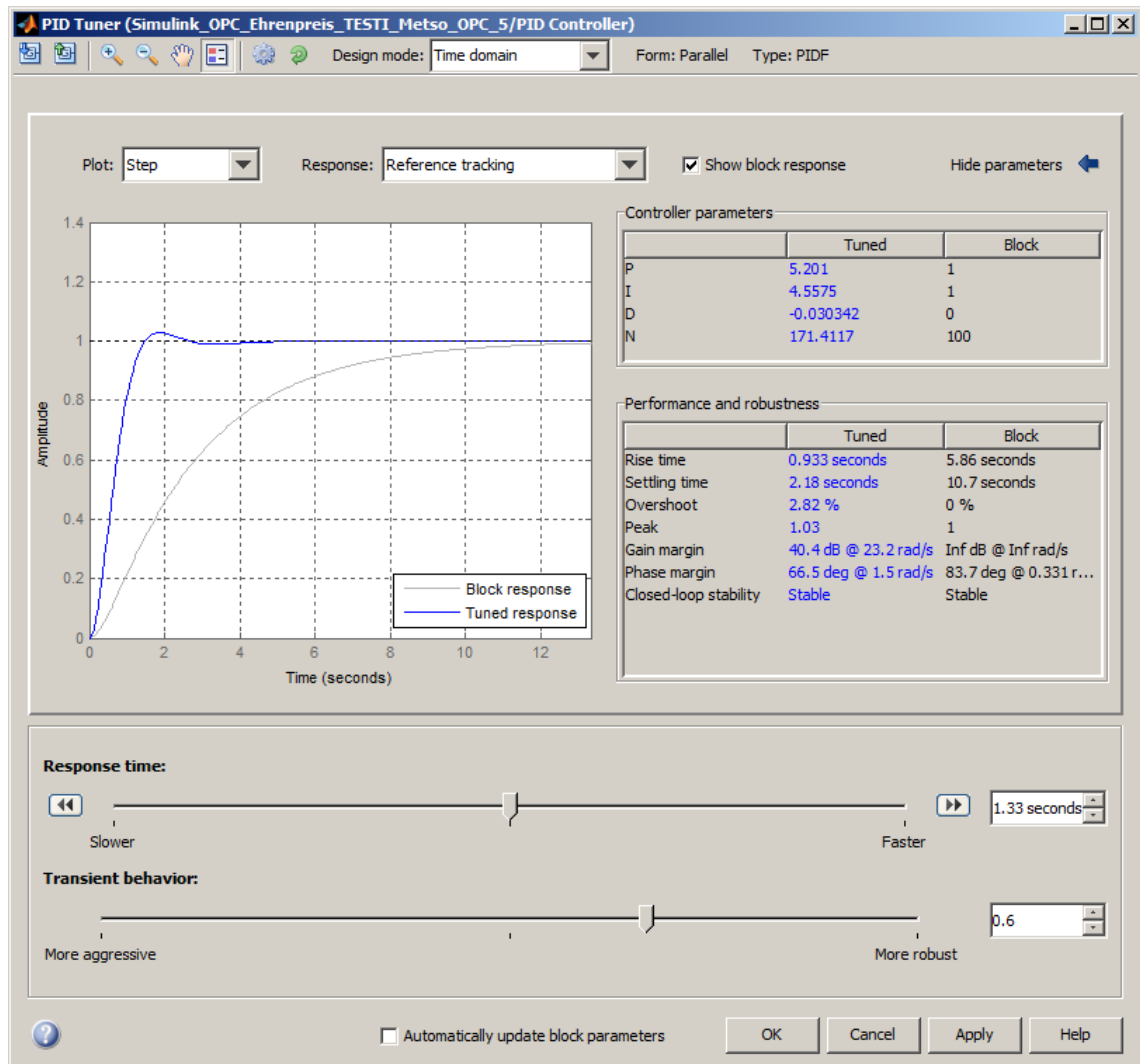 PID Tuner (Simulink_OPC_Ehrenpreis_TESTI_Metso_OPC_5/PID Controller)
Design mode: Time domain Form: Parallel Type: PIDF
Plot: Step Response: Reference tracking Show block response Hide parameters
1.4
1.2
1
0.8
0.6
0.4
0.2
0
Amplitude
0 2 4 6 8 10 12
Time (seconds)
Block response
Tuned response
Controller parameters
Tuned Block
P 5.201 1
I 4.5575 1
D -0.030342 0
N 171.4117 100
Performance and robustness
Tuned Block
Rise time 0.933 seconds 5.86 seconds
Settling time 2.18 seconds 10.7 seconds
Overshoot 2.82 % 0 %
Peak 1.03 1
Gain margin 40.4 dB @ 23.2 rad/s Inf dB @ Inf rad/s
Phase margin 66.5 deg @ 1.5 rad/s 83.7 deg @ 0.331 r...
Closed-loop stability Stable Stable
Response time:
1.33 seconds
Slower Faster
Transient behavior:
0.6
More aggressive More robust
? Automatically update block parameters OK Cancel Apply Help